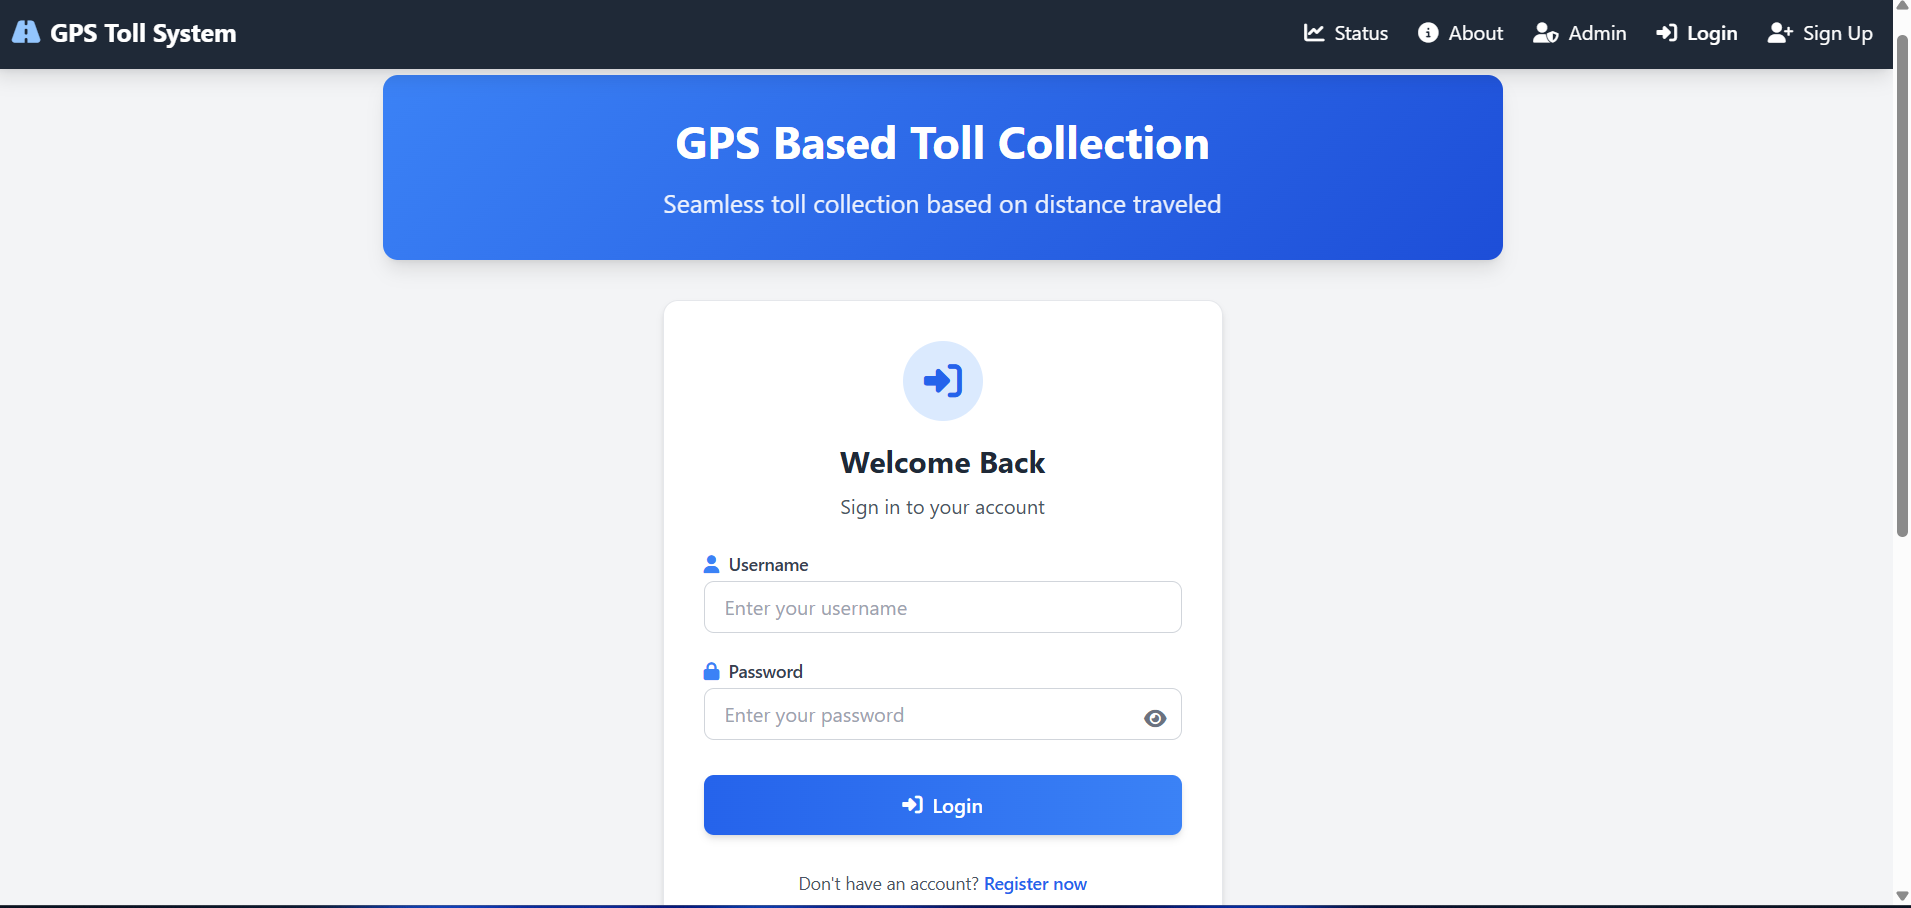 GPS Toll System
Status
About
Admin
Login
Sign Up
GPS Based Toll Collection
Seamless toll collection based on distance traveled
Welcome Back
Sign in to your account
Username
Enter your username
Password
Enter your password
Login
Don't have an account? Register now